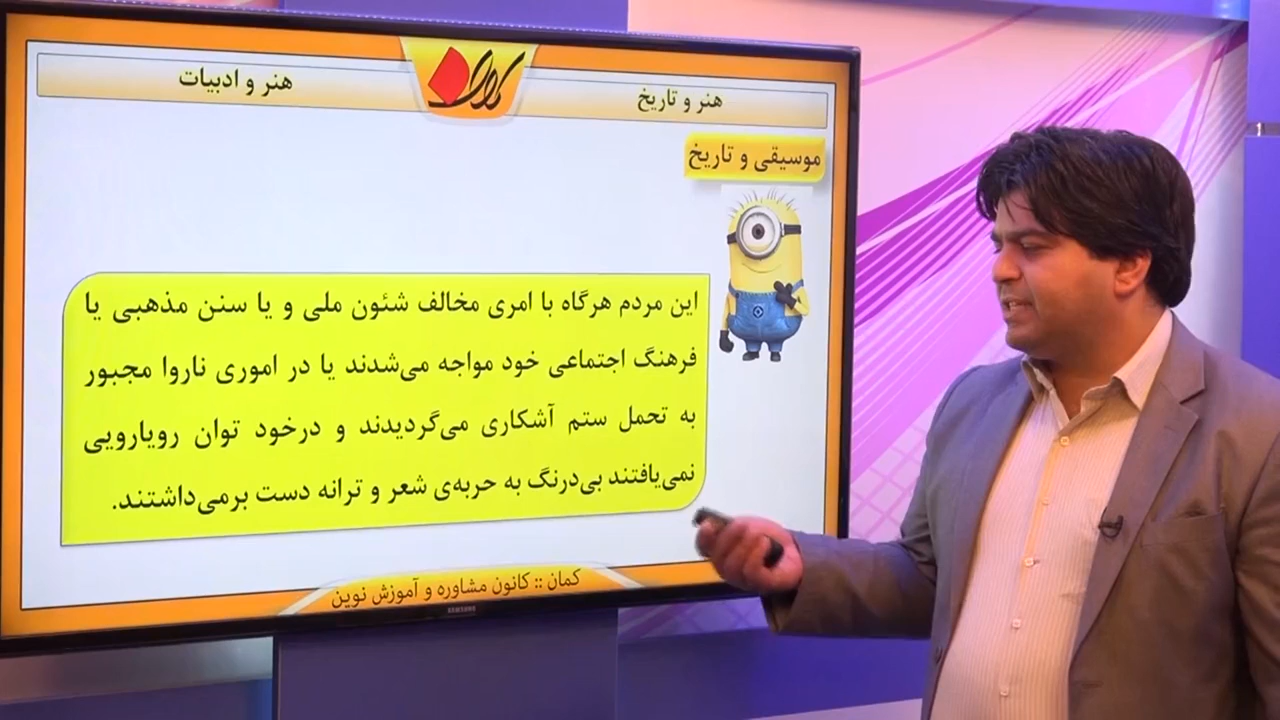 هنر و تاریخ
هنر و ادبیات
موسیقی و تاریخ
این مردم هرگاه با امری مخالف شئون ملی و یا سنن مذهبی یا
فرهنگ اجتماعی خود مواجه می‌شدند یا در اموری ناروا مجبور
به تحمل ستم آشکاری می‌گردیدند و درخود توان رویارویی
نمی‌یافتند بی‌درنگ به حربه‌ی شعر و ترانه دست برمی‌داشتند.
کمان :: کانون مشاوره و آموزش نوین
SAMSUNG